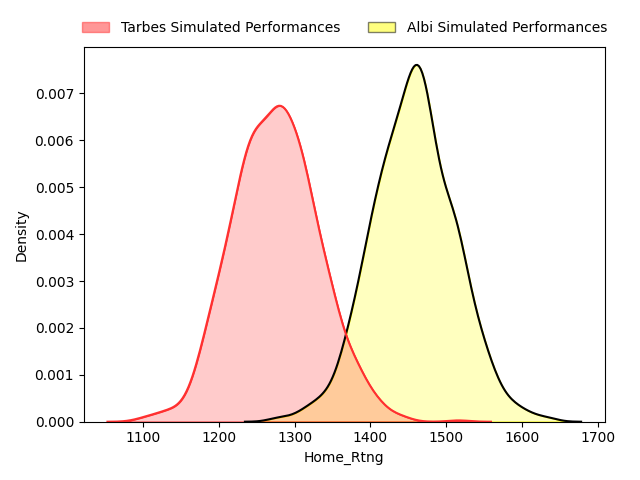 Tarbes Simulated Performances Albi Simulated Performances
0.007
0.006
0.005
0.004
0.003
0.002
0.001
0.000
Density
1100 1200 1300 1400 1500 1600 1700
Home_Rtng